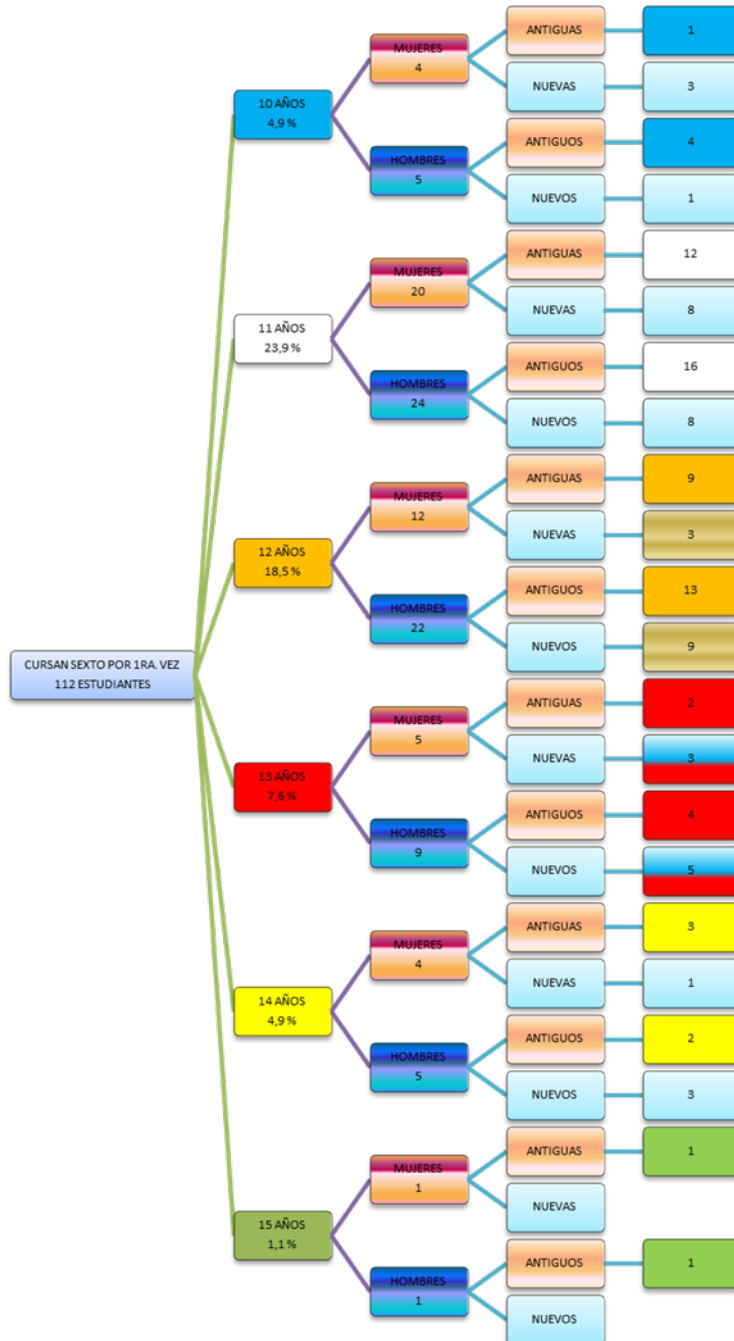 CURSAN SEXTO POR 1RA. VEZ
112 ESTUDIANTES
10 AÑOS
4,9 %
MUJERES
4
ANTIGUAS
1
NUEVAS
3
HOMBRES
5
ANTIGUOS
4
NUEVOS
1
11 AÑOS
23,9 %
MUJERES
20
ANTIGUAS
12
NUEVAS
8
HOMBRES
24
ANTIGUOS
16
NUEVOS
8
12 AÑOS
18,5 %
MUJERES
12
ANTIGUAS
9
NUEVAS
3
HOMBRES
22
ANTIGUOS
13
NUEVOS
9
13 AÑOS
7,6 %
MUJERES
5
ANTIGUAS
2
NUEVAS
3
HOMBRES
9
ANTIGUOS
4
NUEVOS
5
14 AÑOS
4,9 %
MUJERES
4
ANTIGUAS
3
NUEVAS
1
HOMBRES
5
ANTIGUOS
2
NUEVOS
3
15 AÑOS
1,1 %
MUJERES
1
ANTIGUAS
1
NUEVAS
HOMBRES
1
ANTIGUOS
1
NUEVOS